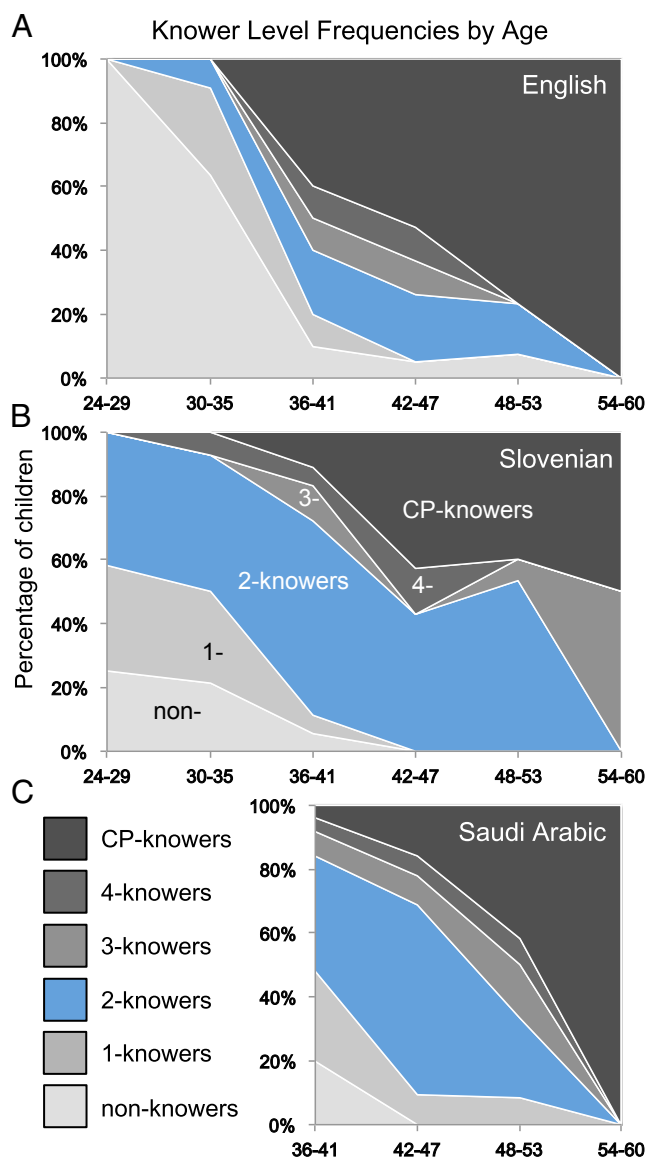 A
Knower Level Frequencies by Age
100%
English
80%
60%
40%
20%
0%
24-29 30-35 36-41 42-47 48-53 54-60
B
100%
Slovenian
Percentage of children
3-
CP-knowers
80%
60%
2-knowers
4-
40%
1-
20%
non-
0%
24-29 30-35 36-41 42-47 48-53 54-60
C
100%
Saudi Arabic
80%
60%
40%
20%
0%
36-41 42-47 48-53 54-60
CP-knowers
4-knowers
3-knowers
2-knowers
1-knowers
non-knowers